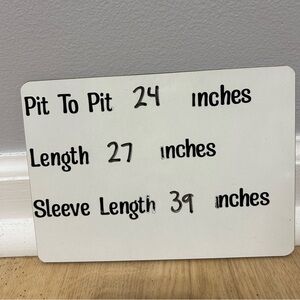 Pit To Pit 24 inches
Length 27 inches
Sleeve Length 39 inches